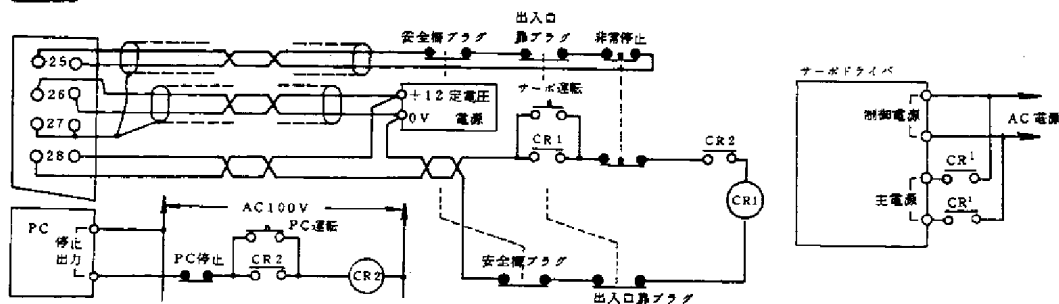 出入口
安全柵プラグ 扉プラグ 非常停止
25
26
27
28
+12 定電圧
0V 電源
サーボ運転
CR1
CR2
CR1
サーボドライバ
制御電源
AC電源
CR1
主電源
CR1
PC
停止
出力
AC100V
PC運転
PC停止
CR2
CR2
安全柵プラグ
出入口扉プラグ